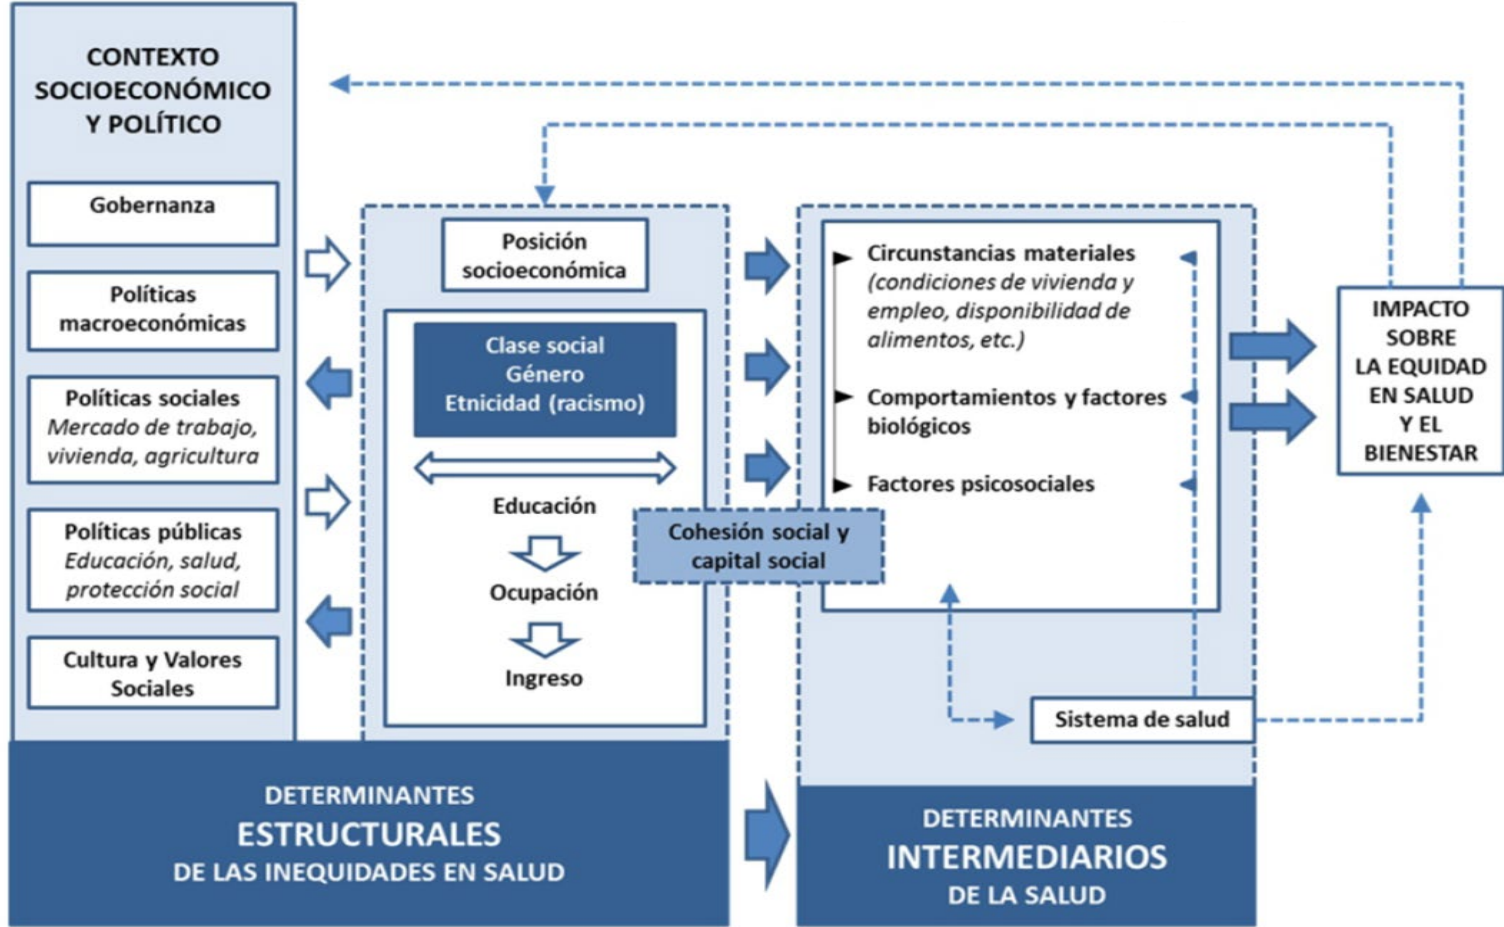 CONTEXTO
SOCIOECONÓMICO
Y POLÍTICO
Gobernanza
Políticas
macroeconómicas
Políticas sociales
Mercado de trabajo,
vivienda, agricultura
Políticas públicas
Educación, salud,
protección social
Cultura y Valores
Sociales
Posición
socioeconómica
Clase social
Género
Etnicidad (racismo)
Educación
Ocupación
Ingreso
Cohesión social y
capital social
Circunstancias materiales
(condiciones de vivienda y
empleo, disponibilidad de
alimentos, etc.)
Comportamientos y factores
biológicos
Factores psicosociales
Sistema de salud
IMPACTO
SOBRE
LA EQUIDAD
EN SALUD
Y EL
BIENESTAR
DETERMINANTES
ESTRUCTURALES
DE LAS INEQUIDADES EN SALUD
DETERMINANTES
INTERMEDIARIOS
DE LA SALUD